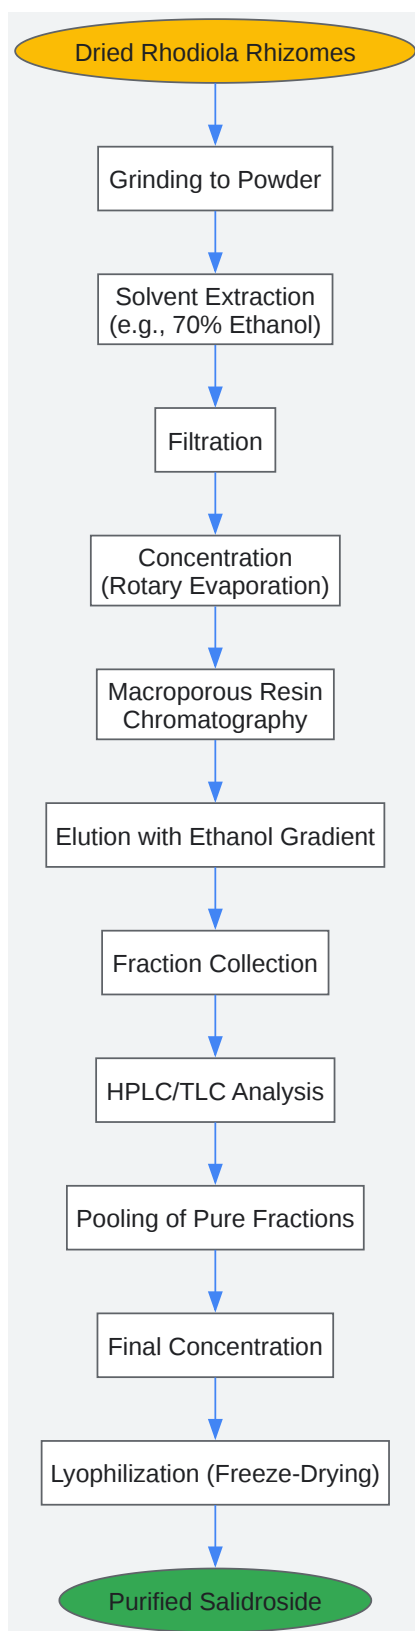 Dried Rhodiola Rhizomes
Grinding to Powder
Solvent Extraction
(e.g., 70% Ethanol)
Filtration
Concentration
(Rotary Evaporation)
Macroporous Resin
Chromatography
Elution with Ethanol Gradient
Fraction Collection
HPLC/TLC Analysis
Pooling of Pure Fractions
Final Concentration
Lyophilization (Freeze-Drying)
Purified Salidroside